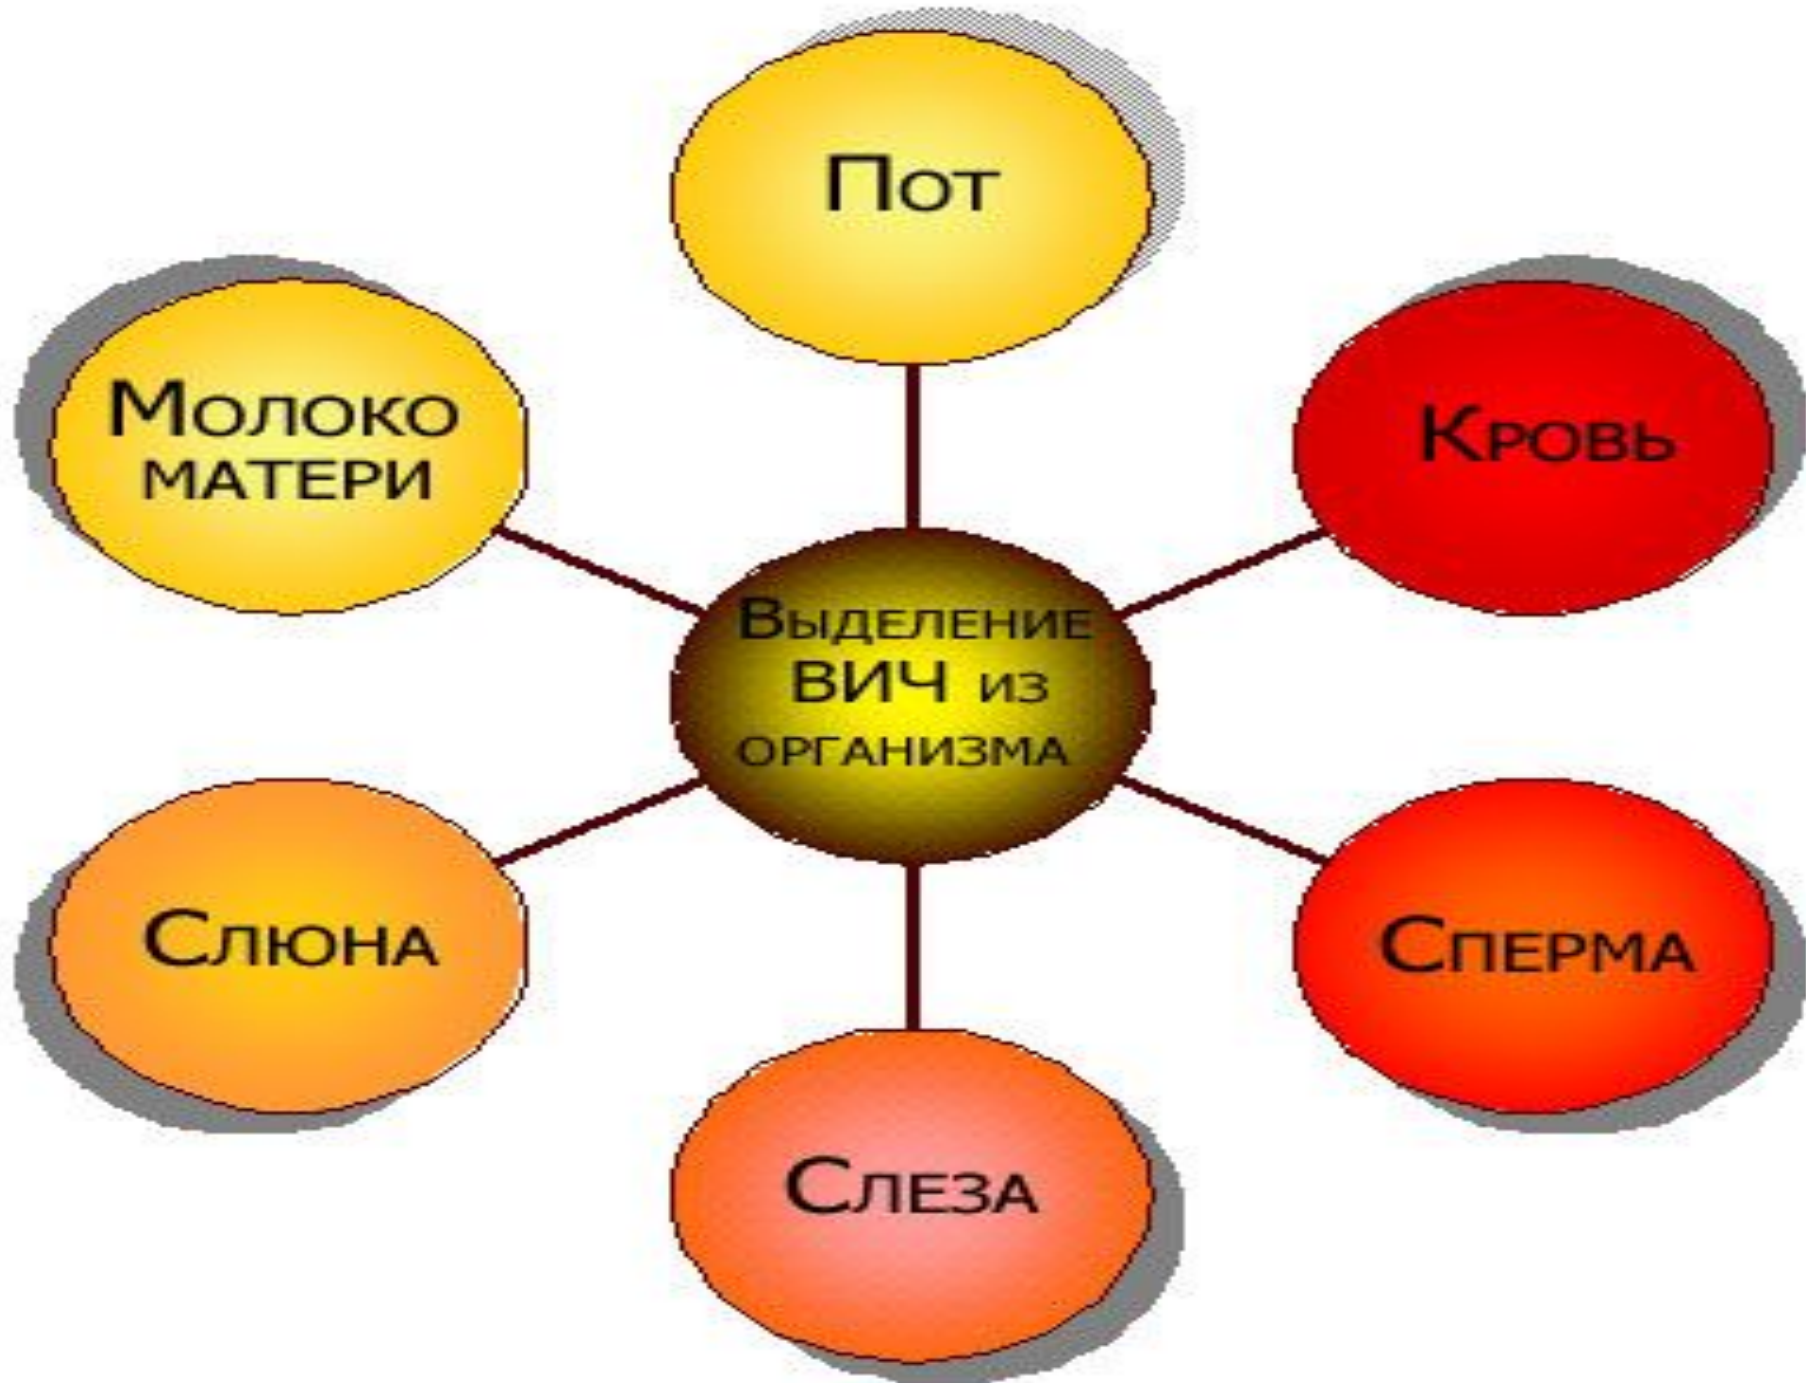 Пот
Молоко
матери
Кровь
Выделение
ВИЧ из
организма
Слюна
Сперма
Слеза